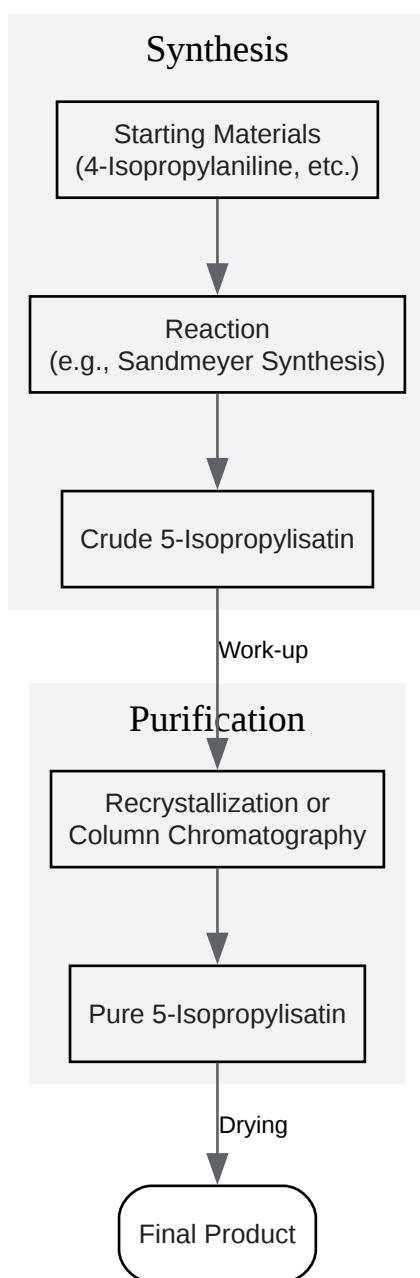 Synthesis
Starting Materials
(4-Isopropylaniline, etc.)
Reaction
(e.g., Sandmeyer Synthesis)
Crude 5-Isopropylisatin
Work-up
Purification
Recrystallization or
Column Chromatography
Pure 5-Isopropylisatin
Drying
Final Product